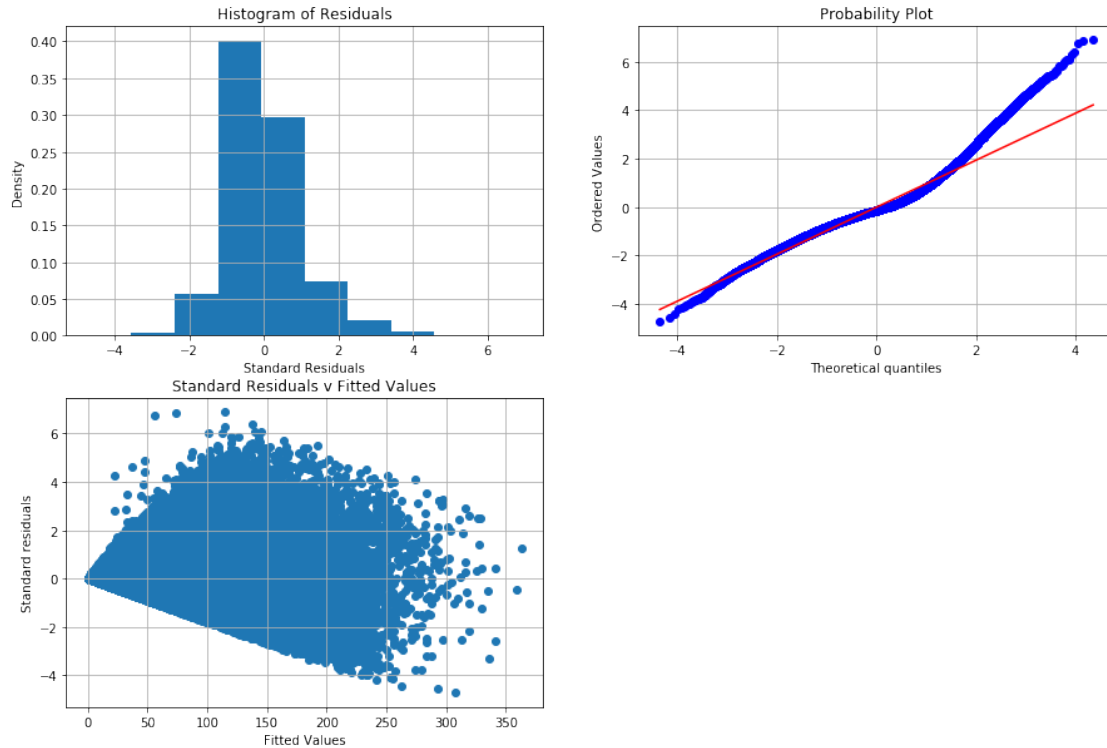 Histogram of Residuals
0.40
0.35
0.30
0.25
0.20
0.15
0.10
0.05
0.00
Density
−4 −2 0 2 4 6
Standard Residuals
Probability Plot
6
4
2
0
−2
−4
Ordered Values
−4 −2 0 2 4
Theoretical quantiles
Standard Residuals v Fitted Values
6
4
2
0
−2
−4
Standard residuals
0 50 100 150 200 250 300 350
Fitted Values